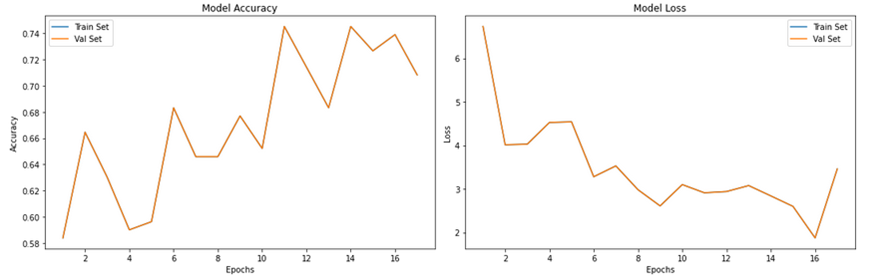 Model Accuracy
Train Set
Val Set
0.74
0.72
0.70
0.68
0.66
0.64
0.62
0.60
0.58
Accuracy
2 4 6 8 10 12 14 16
Epochs
Model Loss
Train Set
Val Set
6
5
4
3
2
Loss
2 4 6 8 10 12 14 16
Epochs